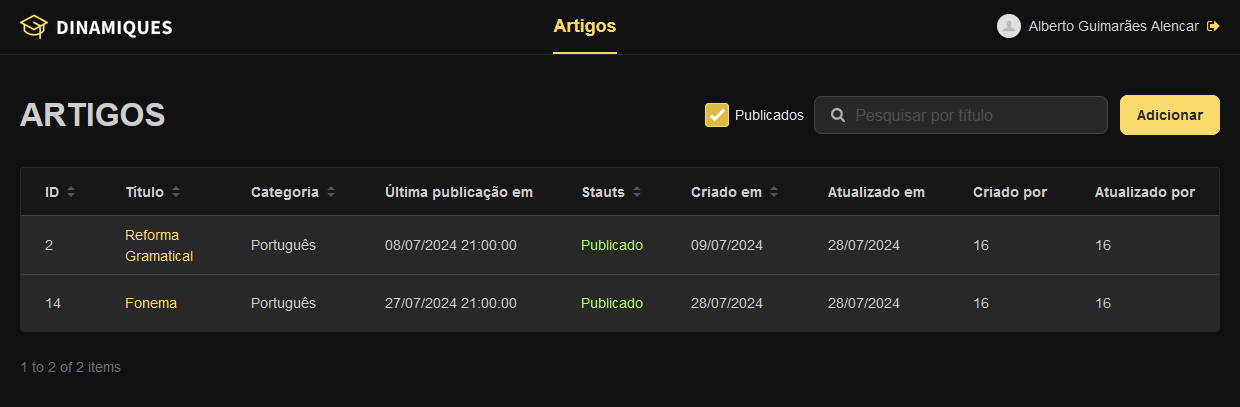 DINAMIQUES Artigos Alberto Guimarães Alencar
ARTIGOS Publicados Pesquisar por título Adicionar
ID Título Categoria Última publicação em Stauts Criado em Atualizado em Criado por Atualizado por
2 Reforma Gramatical Português 08/07/2024 21:00:00 Publicado 09/07/2024 28/07/2024 16 16
14 Fonema Português 27/07/2024 21:00:00 Publicado 28/07/2024 28/07/2024 16 16
1 to 2 of 2 items